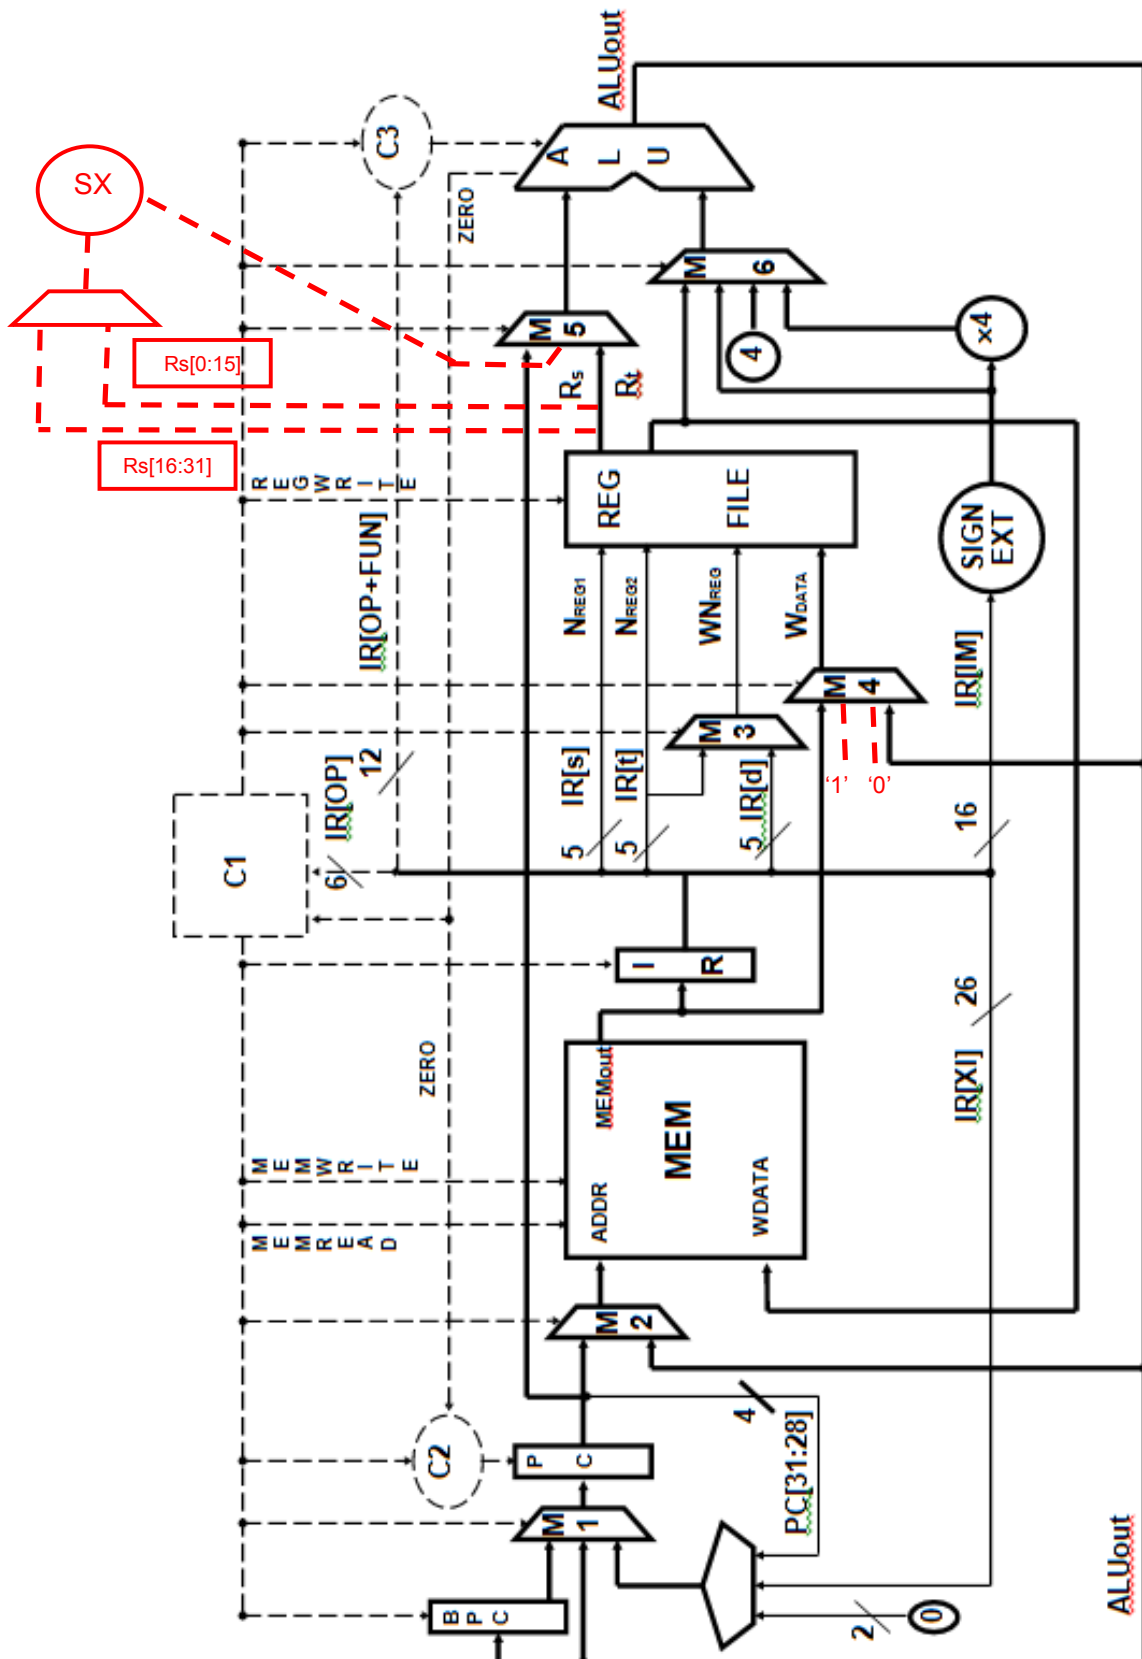 ALUout
C3
A
L
U
SX
ZERO
M
6
M
5
4
x4
Rs[0:15]
Rs
Rt
Rs[16:31]
REGWRITE
REG
FILE
SIGN
EXT
IR[OP+FUN]
NREG1
NREG2
WNREG
WDATA
M
4
IR[IM]
M
3
IR[s]
IR[t]
IR[d]
'1'
'0'
12
IR[OP]
6
5
5
5
16
C1
I
R
26
IR[XI]
ZERO
MEMout
MEM
ADDR
WDATA
MEMWRITE
MEMREAD
M
2
4
PC[31:28]
C2
P
C
M
1
B
P
C
2
0
ALUout